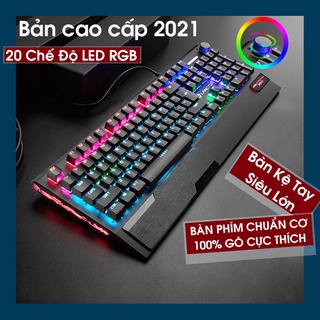 Bản cao cấp 2021
20 Chế Độ LED RGB
Bản Kệ Tay
Siêu Lớn
BÀN PHÍM CHUẨN CƠ
100% GÕ CỰC THÍCH